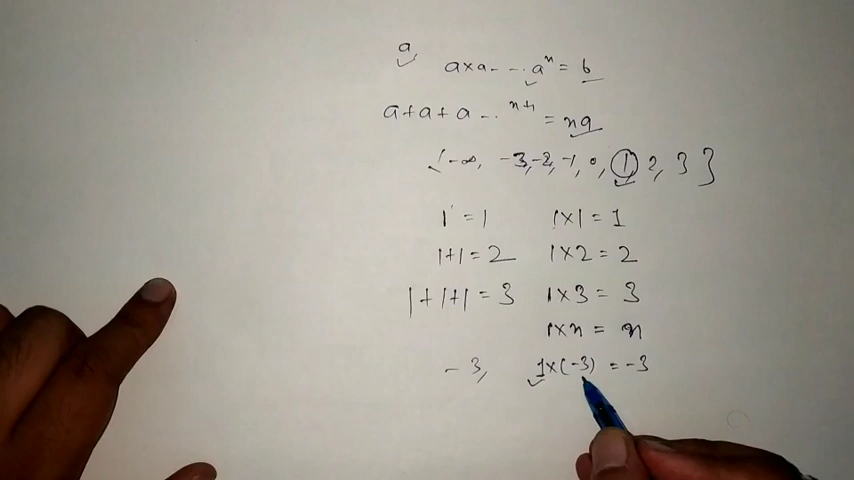 a
a×a - - .. aⁿ = b
a+a+a - .. n+1 = na
{-∞, -3,-2,-1, 0, 1, 2, 3 }
1' = 1 1×1 = 1
1+1 = 2 1×2 = 2
1+1+1 = 3 1×3 = 3
1×n = n
-3, 1×(-3) = -3